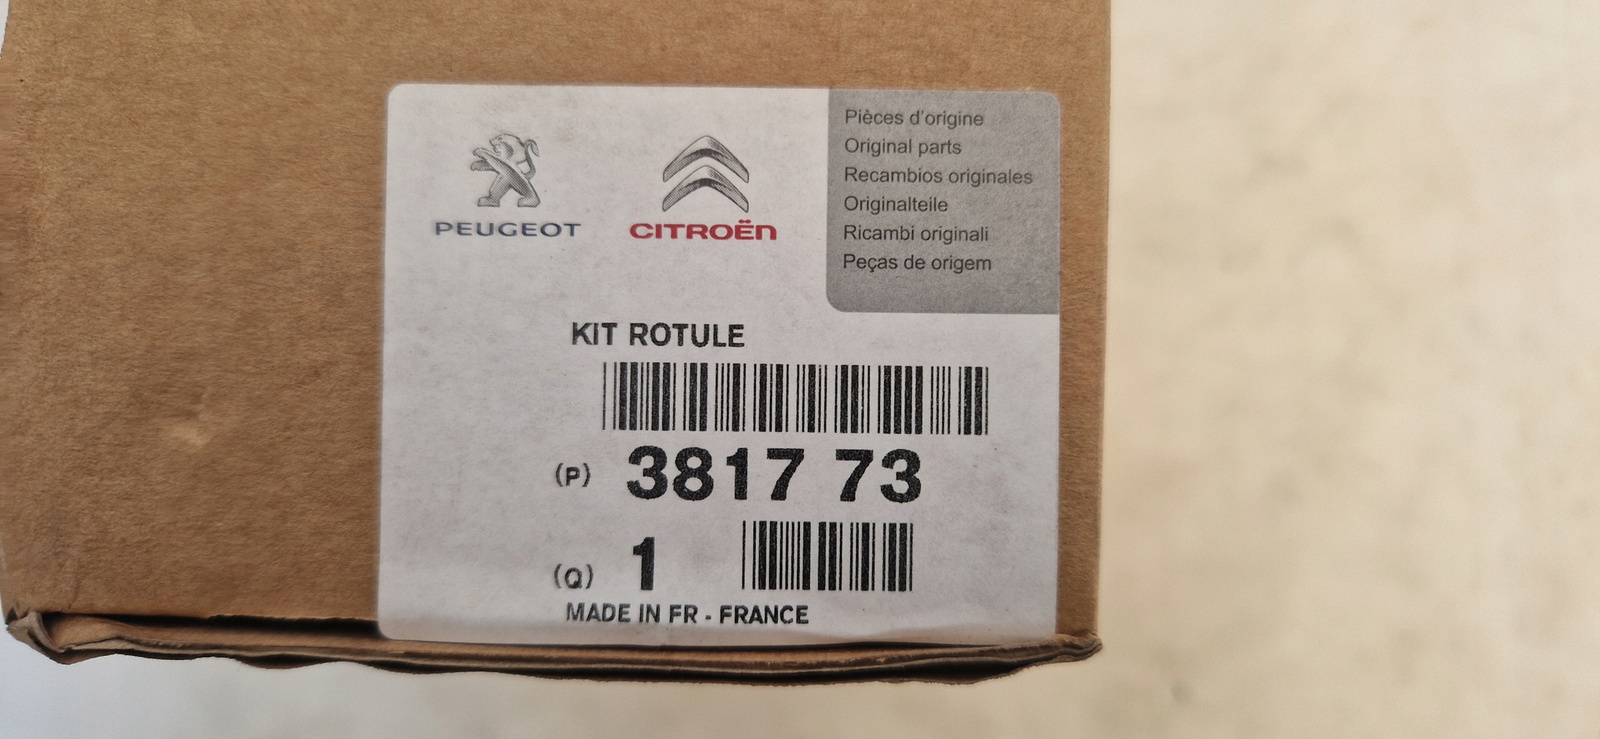 PEUGEOT
CITROËN
Pièces d'origine
Original parts
Recambios originales
Originalteile
Ricambi originali
Peças de origem
KIT ROTULE
(P) 3817 73
(Q) 1
MADE IN FR - FRANCE